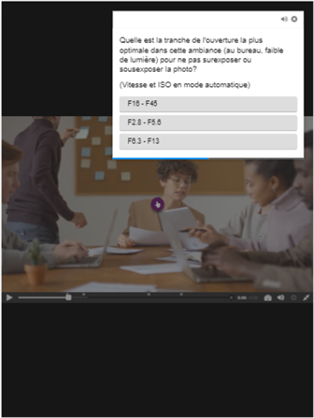 Quelle est la tranche de l'ouverture la plus
optimale dans cette ambiance (au bureau, faible
de lumière) pour ne pas surexposer ou
sousexposer la photo?
(Vitesse et ISO en mode automatique)
F16 - F45
F2.8 - F5.6
F6.3 - F13